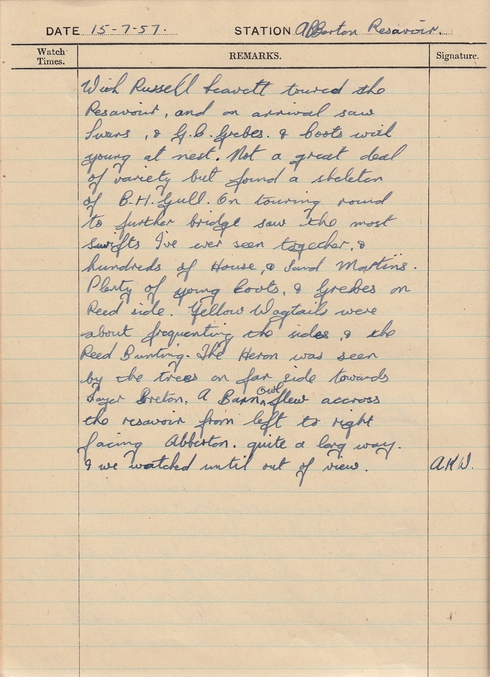 DATE 15-7-57. STATION Abberton Resavoir.
Watch Times. REMARKS. Signature.
With Russell Leavett toured the
Resavour, and on arrival saw
Swans, & G.C. Grebes. & Coots with
young at nest. Not a great deal
of variety but found a skeleton
of B.H. Gull. On touring round
to further bridge saw the most
swifts I've ever seen together, &
hundreds of House, & Sand Martins.
Plenty of young Coots, & Grebes on
Reed side. Yellow Wagtails were
about frequenting the sides, & the
Reed Bunting. The Heron was seen
by the trees on far side towards
Layer Breton. A Barn Owl flew accross
the resavoir from left to right
facing Abberton. quite a long way.
& we watched until out of view. A.H.W.